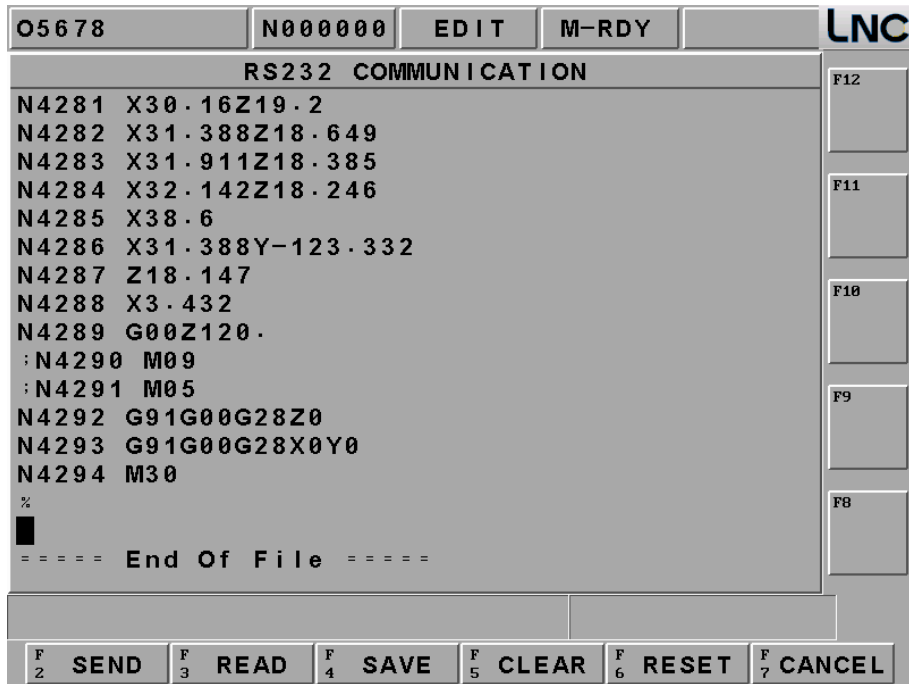 O5678 N000000 EDIT M-RDY LNC
RS232 COMMUNICATION
N4281 X30.16Z19.2
N4282 X31.388Z18.649
N4283 X31.911Z18.385
N4284 X32.142Z18.246
N4285 X38.6
N4286 X31.388Y-123.332
N4287 Z18.147
N4288 X3.432
N4289 G00Z120.
;N4290 M09
;N4291 M05
N4292 G91G00G28Z0
N4293 G91G00G28X0Y0
N4294 M30
%
===== End Of File =====
F12
F11
F10
F9
F8
F2 SEND F3 READ F4 SAVE F5 CLEAR F6 RESET F7 CANCEL